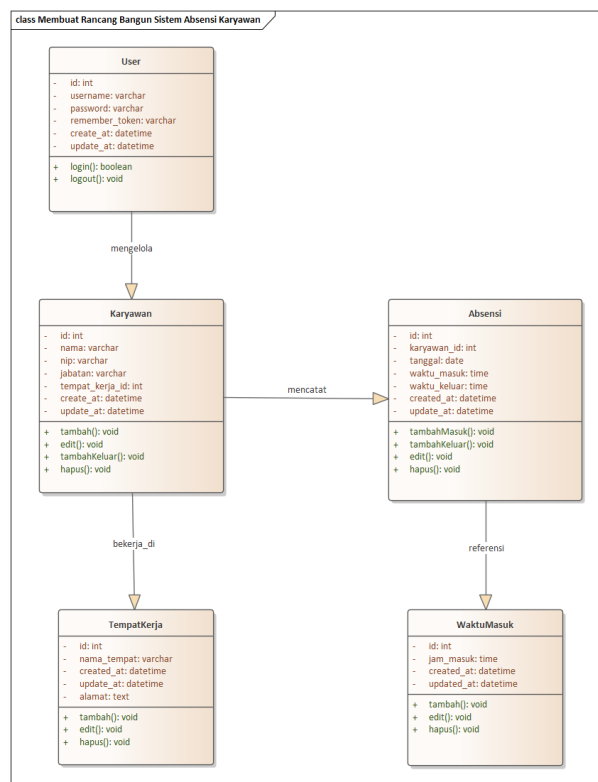 class Membuat Rancang Bangun Sistem Absensi Karyawan
User
- id: int
- username: varchar
- password: varchar
- remember_token: varchar
- create_at: datetime
- update_at: datetime
+ login(): boolean
+ logout(): void
mengelola
Karyawan
- id: int
- nama: varchar
- nip: varchar
- jabatan: varchar
- tempat_kerja_id: int
- create_at: datetime
- update_at: datetime
+ tambah(): void
+ edit(): void
+ tambahKeluar(): void
+ hapus(): void
mencatat
Absensi
- id: int
- karyawan_id: int
- tanggal: date
- waktu_masuk: time
- waktu_keluar: time
- created_at: datetime
- update_at: datetime
+ tambahMasuk(): void
+ tambahKeluar(): void
+ edit(): void
+ hapus(): void
bekerja_di
referensi
TempatKerja
- id: int
- nama_tempat: varchar
- created_at: datetime
- update_at: datetime
- alamat: text
+ tambah(): void
+ edit(): void
+ hapus(): void
WaktuMasuk
- id: int
- jam_masuk: time
- created_at: datetime
- updated_at: datetime
+ tambah(): void
+ edit(): void
+ hapus(): void